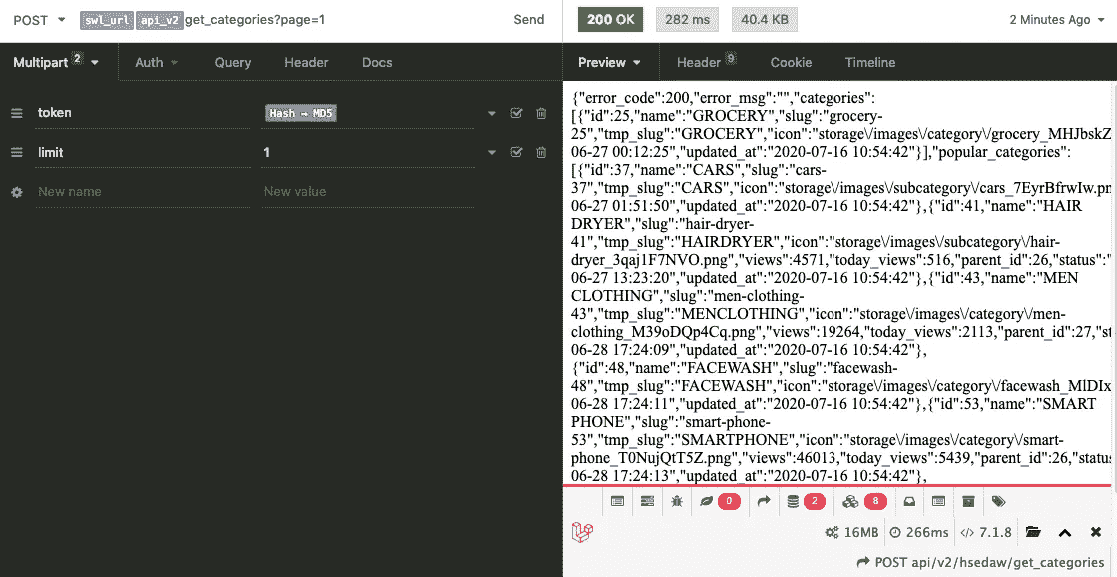 POST swl_url api_v2 get_categories?page=1 Send 200 OK 282 ms 40.4 KB 2 Minutes Ago
Multipart 2 Auth Query Header Docs
Preview Header 9 Cookie Timeline
token Hash → MD5
limit 1
New name New value
{"error_code":200,"error_msg":"","categories":
[{"id":25,"name":"GROCERY","slug":"grocery-
25","tmp_slug":"GROCERY","icon":"storage\/images\/category\/grocery_MHJbskZ
06-27 00:12:25","updated_at":"2020-07-16 10:54:42"}],"popular_categories":
[{"id":37,"name":"CARS","slug":"cars-
37","tmp_slug":"CARS","icon":"storage\/images\/subcategory\/cars_7EyrBfrwIw.pn
06-27 01:51:50","updated_at":"2020-07-16 10:54:42"},{"id":41,"name":"HAIR
DRYER","slug":"hair-dryer-
41","tmp_slug":"HAIRDRYER","icon":"storage\/images\/subcategory\/hair-
dryer_3qaj1F7NVO.png","views":4571,"today_views":516,"parent_id":26,"status":"
06-27 13:23:20","updated_at":"2020-07-16 10:54:42"},{"id":43,"name":"MEN
CLOTHING","slug":"men-clothing-
43","tmp_slug":"MENCLOTHING","icon":"storage\/images\/category\/men-
clothing_M39oDQp4Cq.png","views":19264,"today_views":2113,"parent_id":27,"st
06-28 17:24:09","updated_at":"2020-07-16 10:54:42"},
{"id":48,"name":"FACEWASH","slug":"facewash-
48","tmp_slug":"FACEWASH","icon":"storage\/images\/category\/facewash_MlDIx
06-28 17:24:11","updated_at":"2020-07-16 10:54:42"},{"id":53,"name":"SMART
PHONE","slug":"smart-phone-
53","tmp_slug":"SMARTPHONE","icon":"storage\/images\/category\/smart-
phone_T0NujQtT5Z.png","views":46013,"today_views":5439,"parent_id":26,"statu
06-28 17:24:13","updated_at":"2020-07-16 10:54:42"},
0 2 8
16MB 266ms 7.1.8
POST api/v2/hsedaw/get_categories